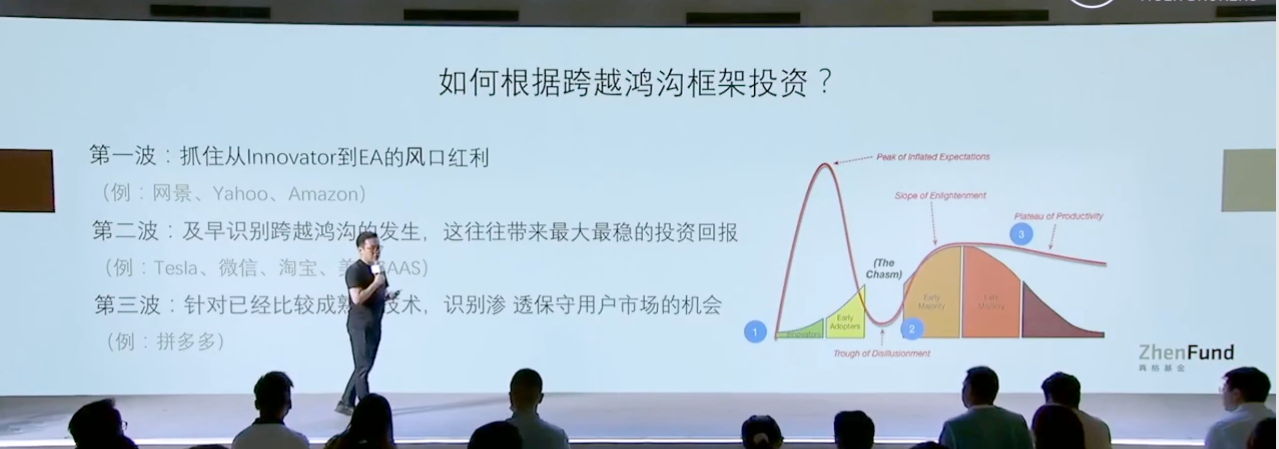 如何根据跨越鸿沟框架投资？
第一波：抓住从Innovator到EA的风口红利
（例：网景、Yahoo、Amazon）
第二波：及早识别跨越鸿沟的发生，这往往带来最大最稳的投资回报
（例：Tesla、微信、淘宝、美 SAAS）
第三波：针对已经比较成熟 技术，识别渗 透保守用户市场的机会
（例：拼多多）
Peak of Inflated Expectations
Slope of Enlightenment
Plateau of Productivity
3
(The
Chasm)
Early
Majority
Late
Majority
Early
Adopters
Innovators
1
2
Trough of Disillusionment
ZhenFund
真格基金